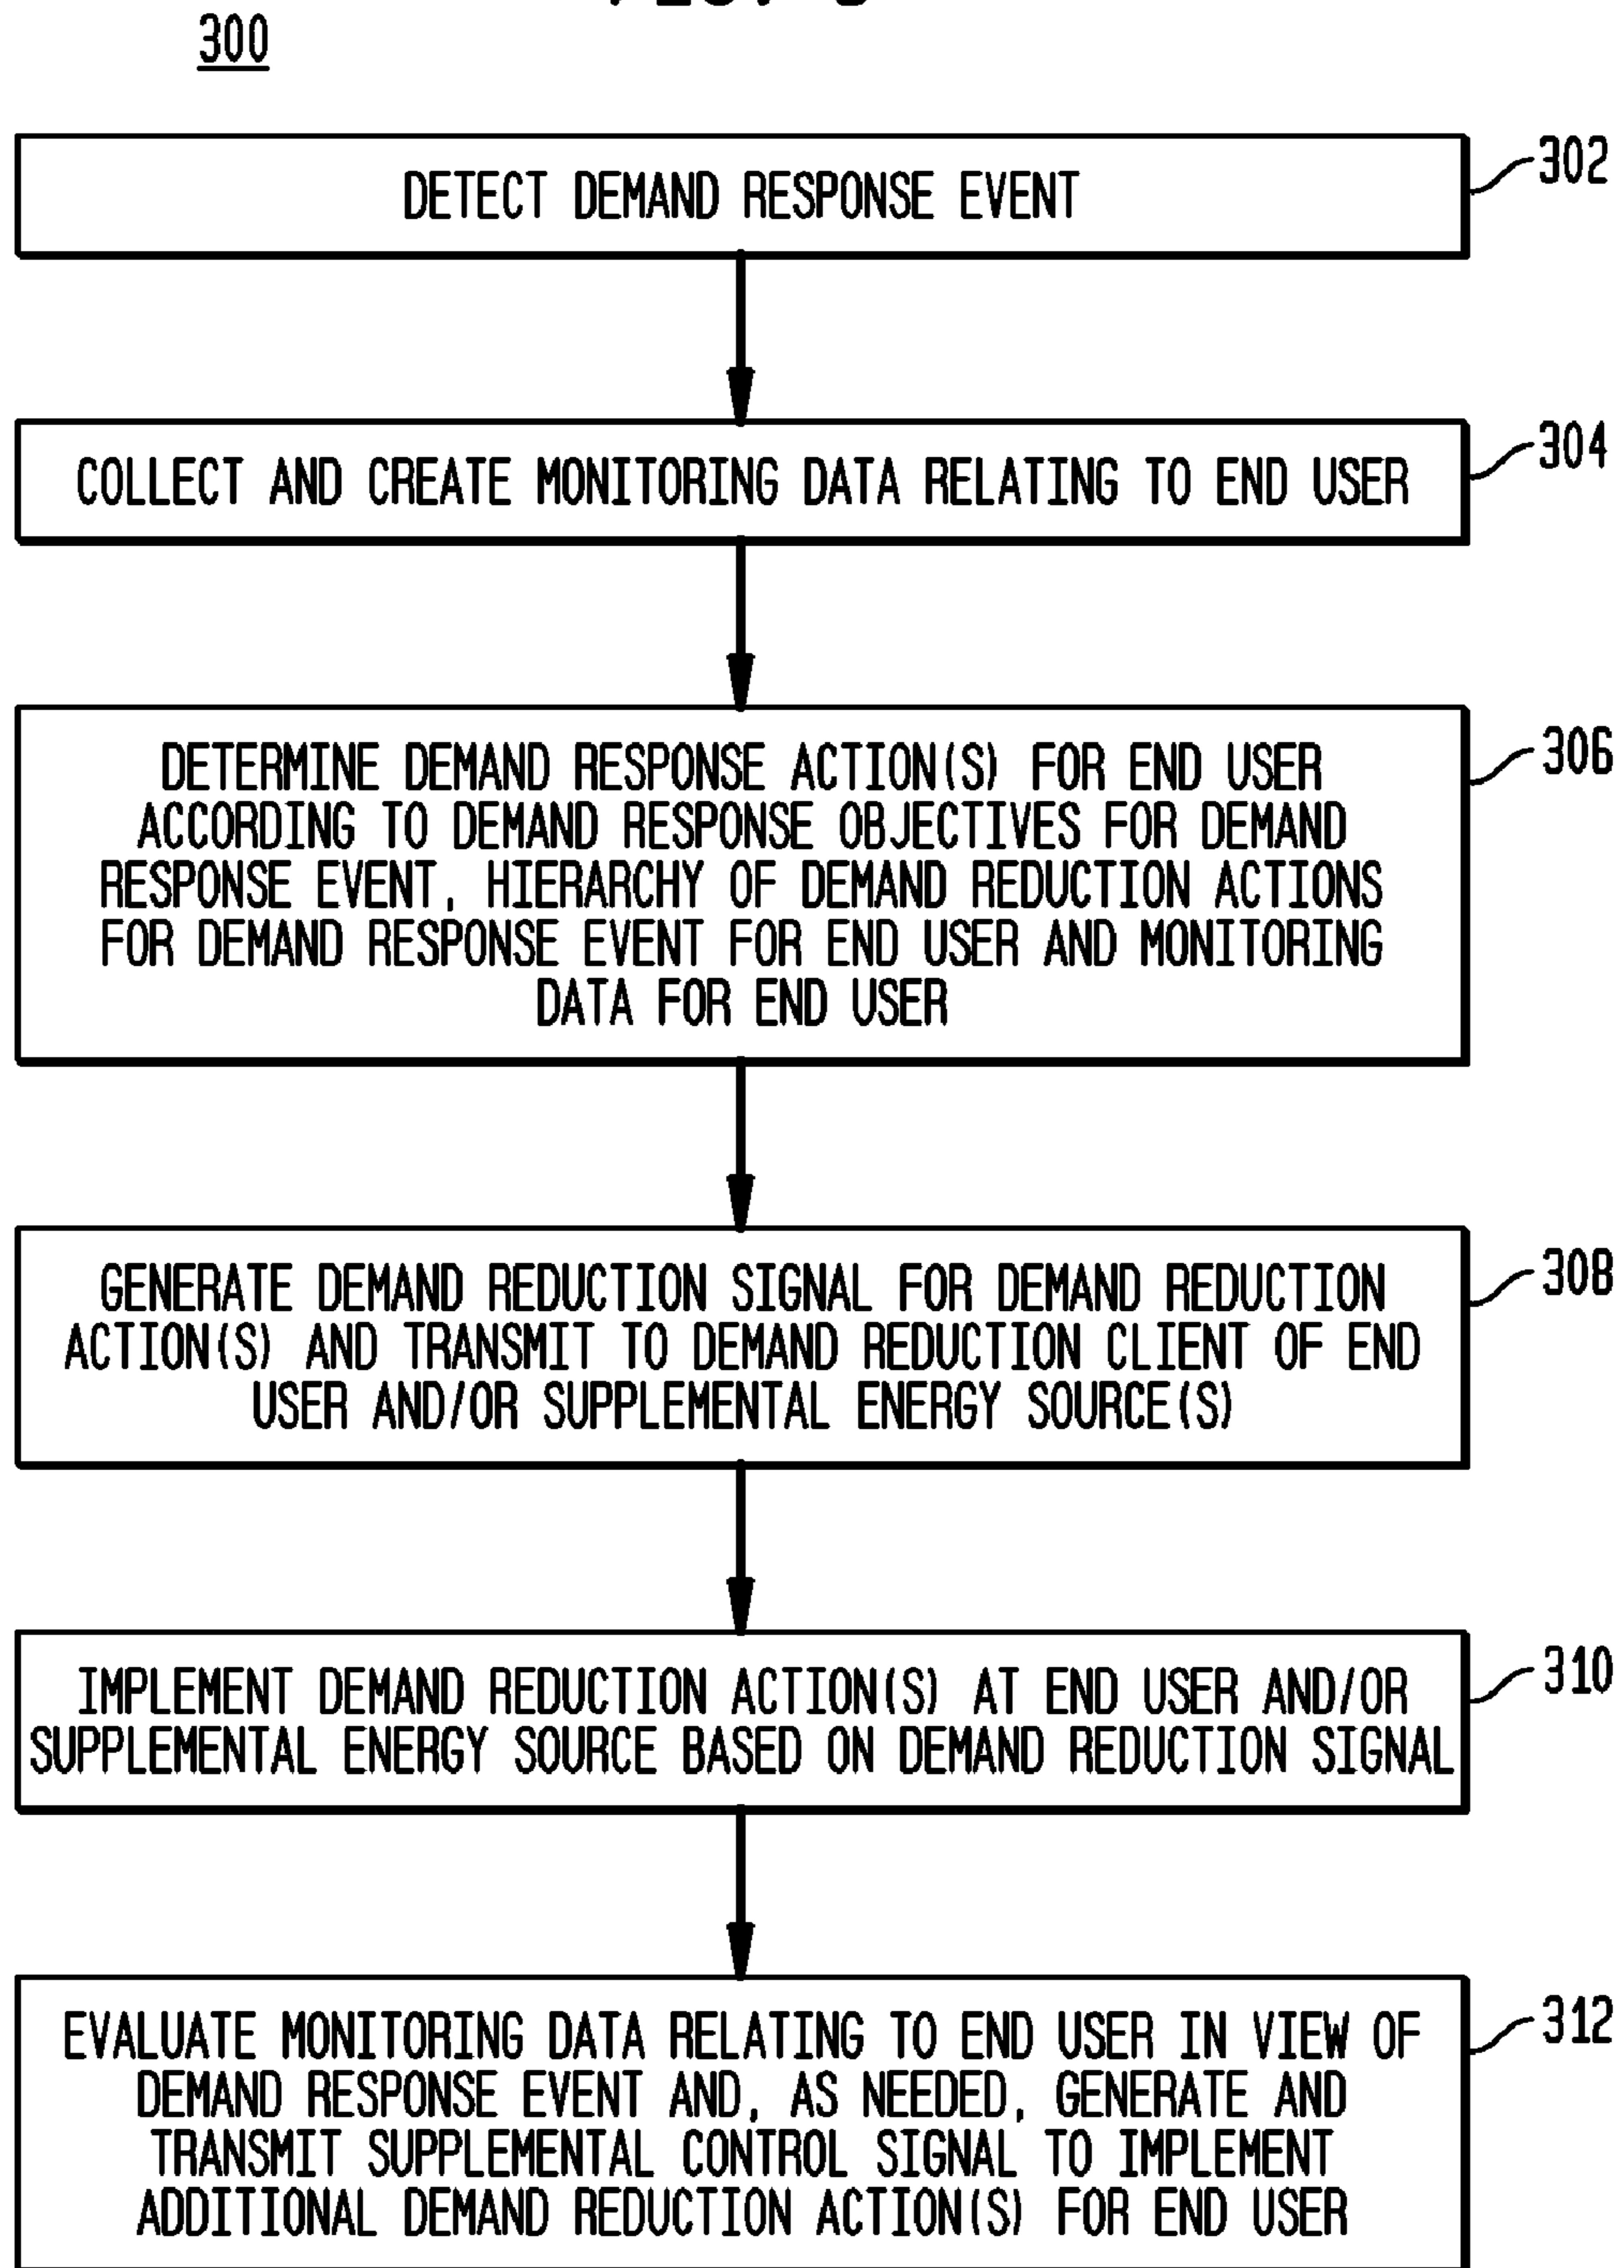 300
DETECT DEMAND RESPONSE EVENT
302
COLLECT AND CREATE MONITORING DATA RELATING TO END USER
304
DETERMINE DEMAND RESPONSE ACTION(S) FOR END USER
ACCORDING TO DEMAND RESPONSE OBJECTIVES FOR DEMAND
RESPONSE EVENT, HIERARCHY OF DEMAND REDUCTION ACTIONS
FOR DEMAND RESPONSE EVENT FOR END USER AND MONITORING
DATA FOR END USER
306
GENERATE DEMAND REDUCTION SIGNAL FOR DEMAND REDUCTION
ACTION(S) AND TRANSMIT TO DEMAND REDUCTION CLIENT OF END
USER AND/OR SUPPLEMENTAL ENERGY SOURCE(S)
308
IMPLEMENT DEMAND REDUCTION ACTION(S) AT END USER AND/OR
SUPPLEMENTAL ENERGY SOURCE BASED ON DEMAND REDUCTION SIGNAL
310
EVALUATE MONITORING DATA RELATING TO END USER IN VIEW OF
DEMAND RESPONSE EVENT AND, AS NEEDED, GENERATE AND
TRANSMIT SUPPLEMENTAL CONTROL SIGNAL TO IMPLEMENT
ADDITIONAL DEMAND REDUCTION ACTION(S) FOR END USER
312